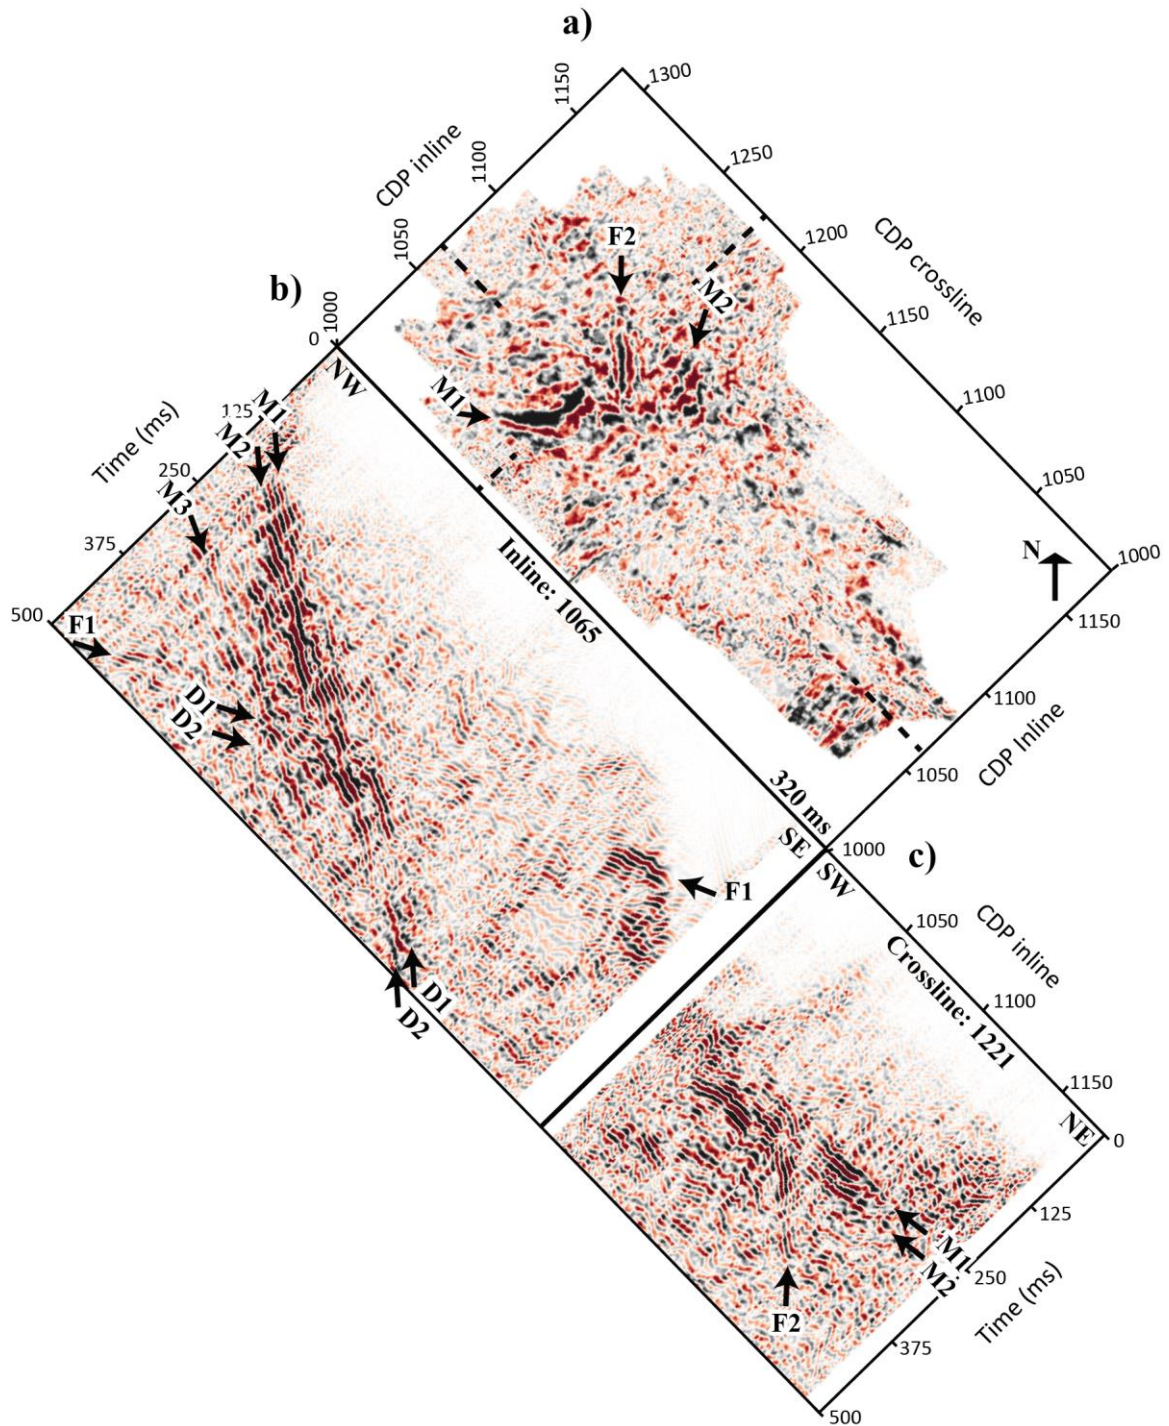 a)
1150
1300
1100
1250
CDP inline
1050
F2
1200
CDP crossline
M2
1150
b)
0
1000
NW
M1
1100
M1
125
M2
Time (ms)
250
M3
1050
375
Inline: 1065
N
1000
500
F1
1150
D1
D2
1100
CDP Inline
1050
320 ms
SE
1000
c)
SW
F1
1050
CDP inline
Crossline: 1221
1100
D1
D2
1150
NE
0
125
M1
M2
250
Time (ms)
F2
375
500